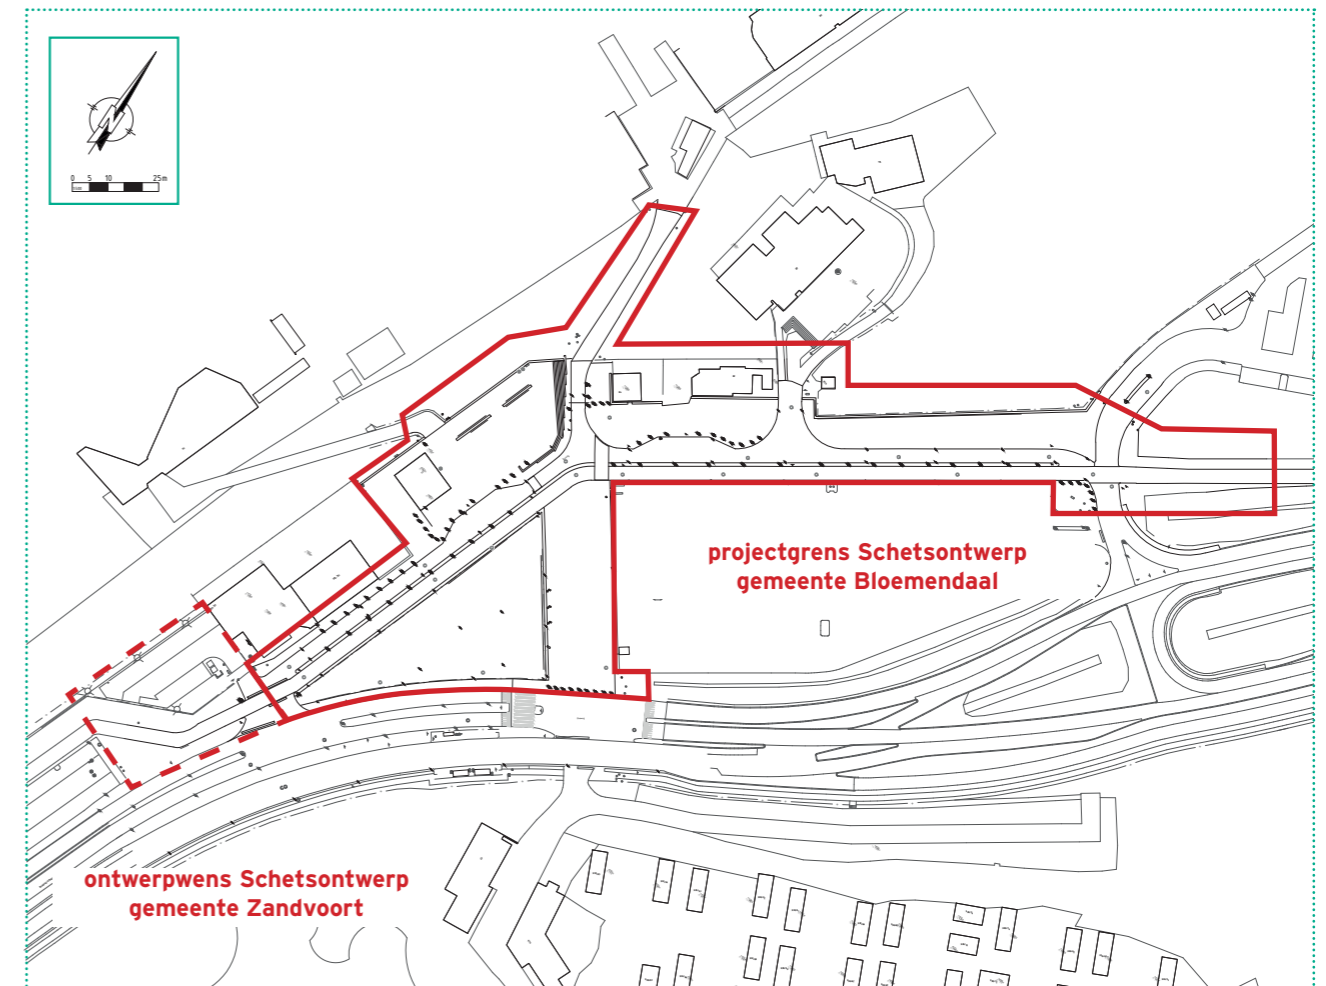 0 5 10 25m
projectgrens Schetsontwerp
gemeente Bloemendaal
ontwerpwens Schetsontwerp
gemeente Zandvoort